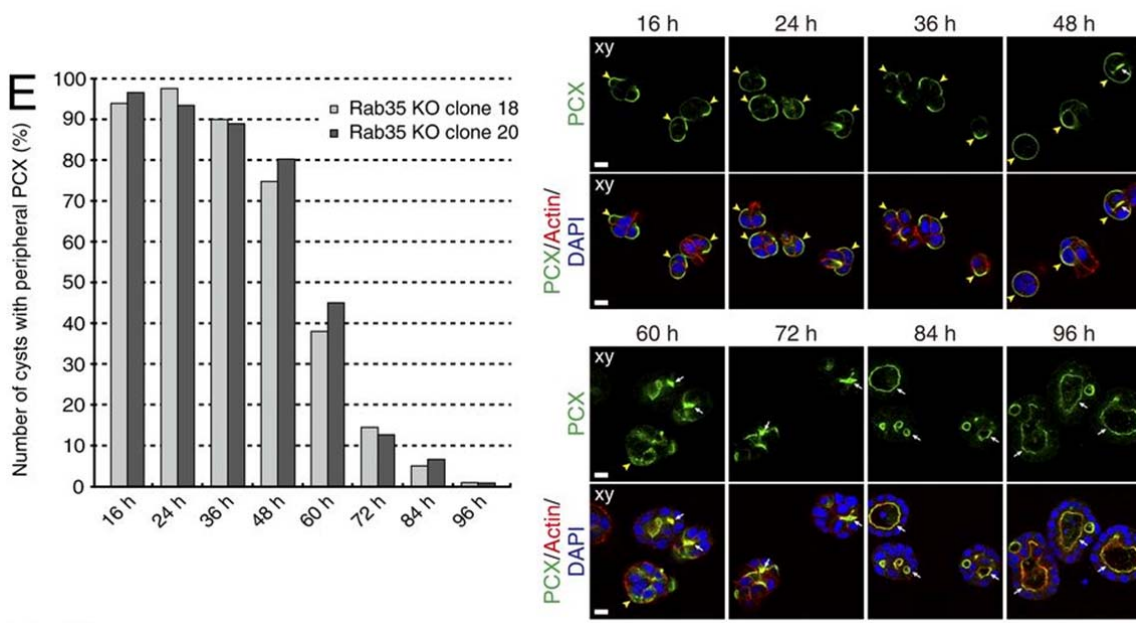 E
Number of cysts with peripheral PCX (%)
100
90
80
70
60
50
40
30
20
10
0
Rab35 KO clone 18
Rab35 KO clone 20
16 h
24 h
36 h
48 h
60 h
72 h
84 h
96 h
16 h
24 h
36 h
48 h
PCX
xy
PCX/Actin/
DAPI
xy
60 h
72 h
84 h
96 h
PCX
xy
PCX/Actin/
DAPI
xy